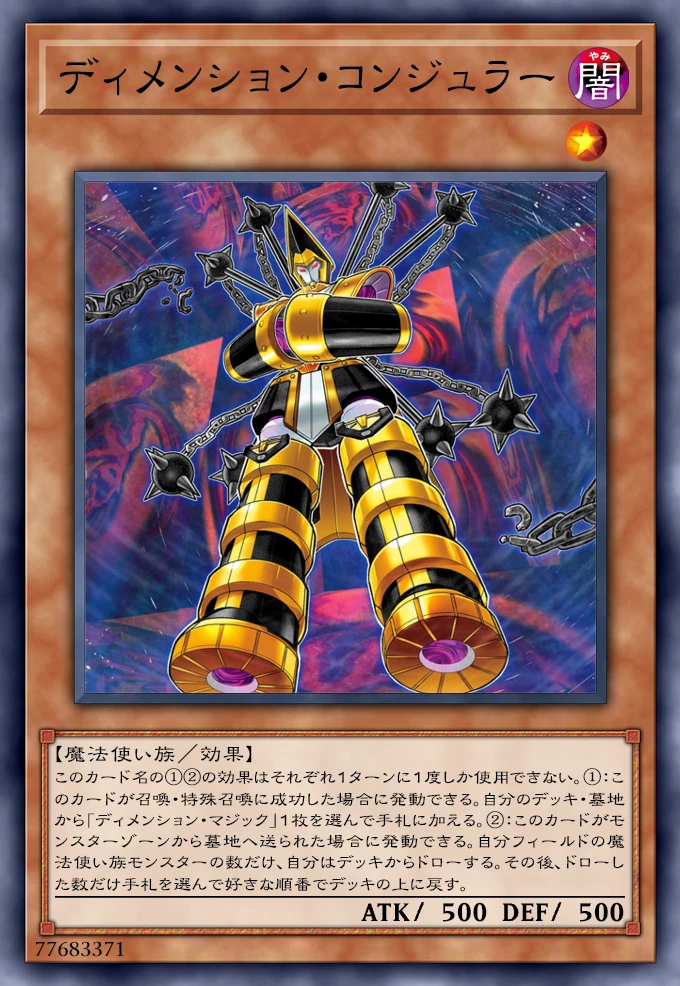 ディメンション・コンジュラー
やみ
闇
【魔法使い族／効果】
このカード名の①②の効果はそれぞれ1ターンに1度しか使用できない。①：こ
のカードが召喚・特殊召喚に成功した場合に発動できる。自分のデッキ・墓地
から「ディメンション・マジック」1枚を選んで手札に加える。②：このカードがモ
ンスターゾーンから墓地へ送られた場合に発動できる。自分フィールドの魔
法使い族モンスターの数だけ、自分はデッキからドローする。その後、ドローし
た数だけ手札を選んで好きな順番でデッキの上に戻す。
ATK/ 500 DEF/ 500
77683371